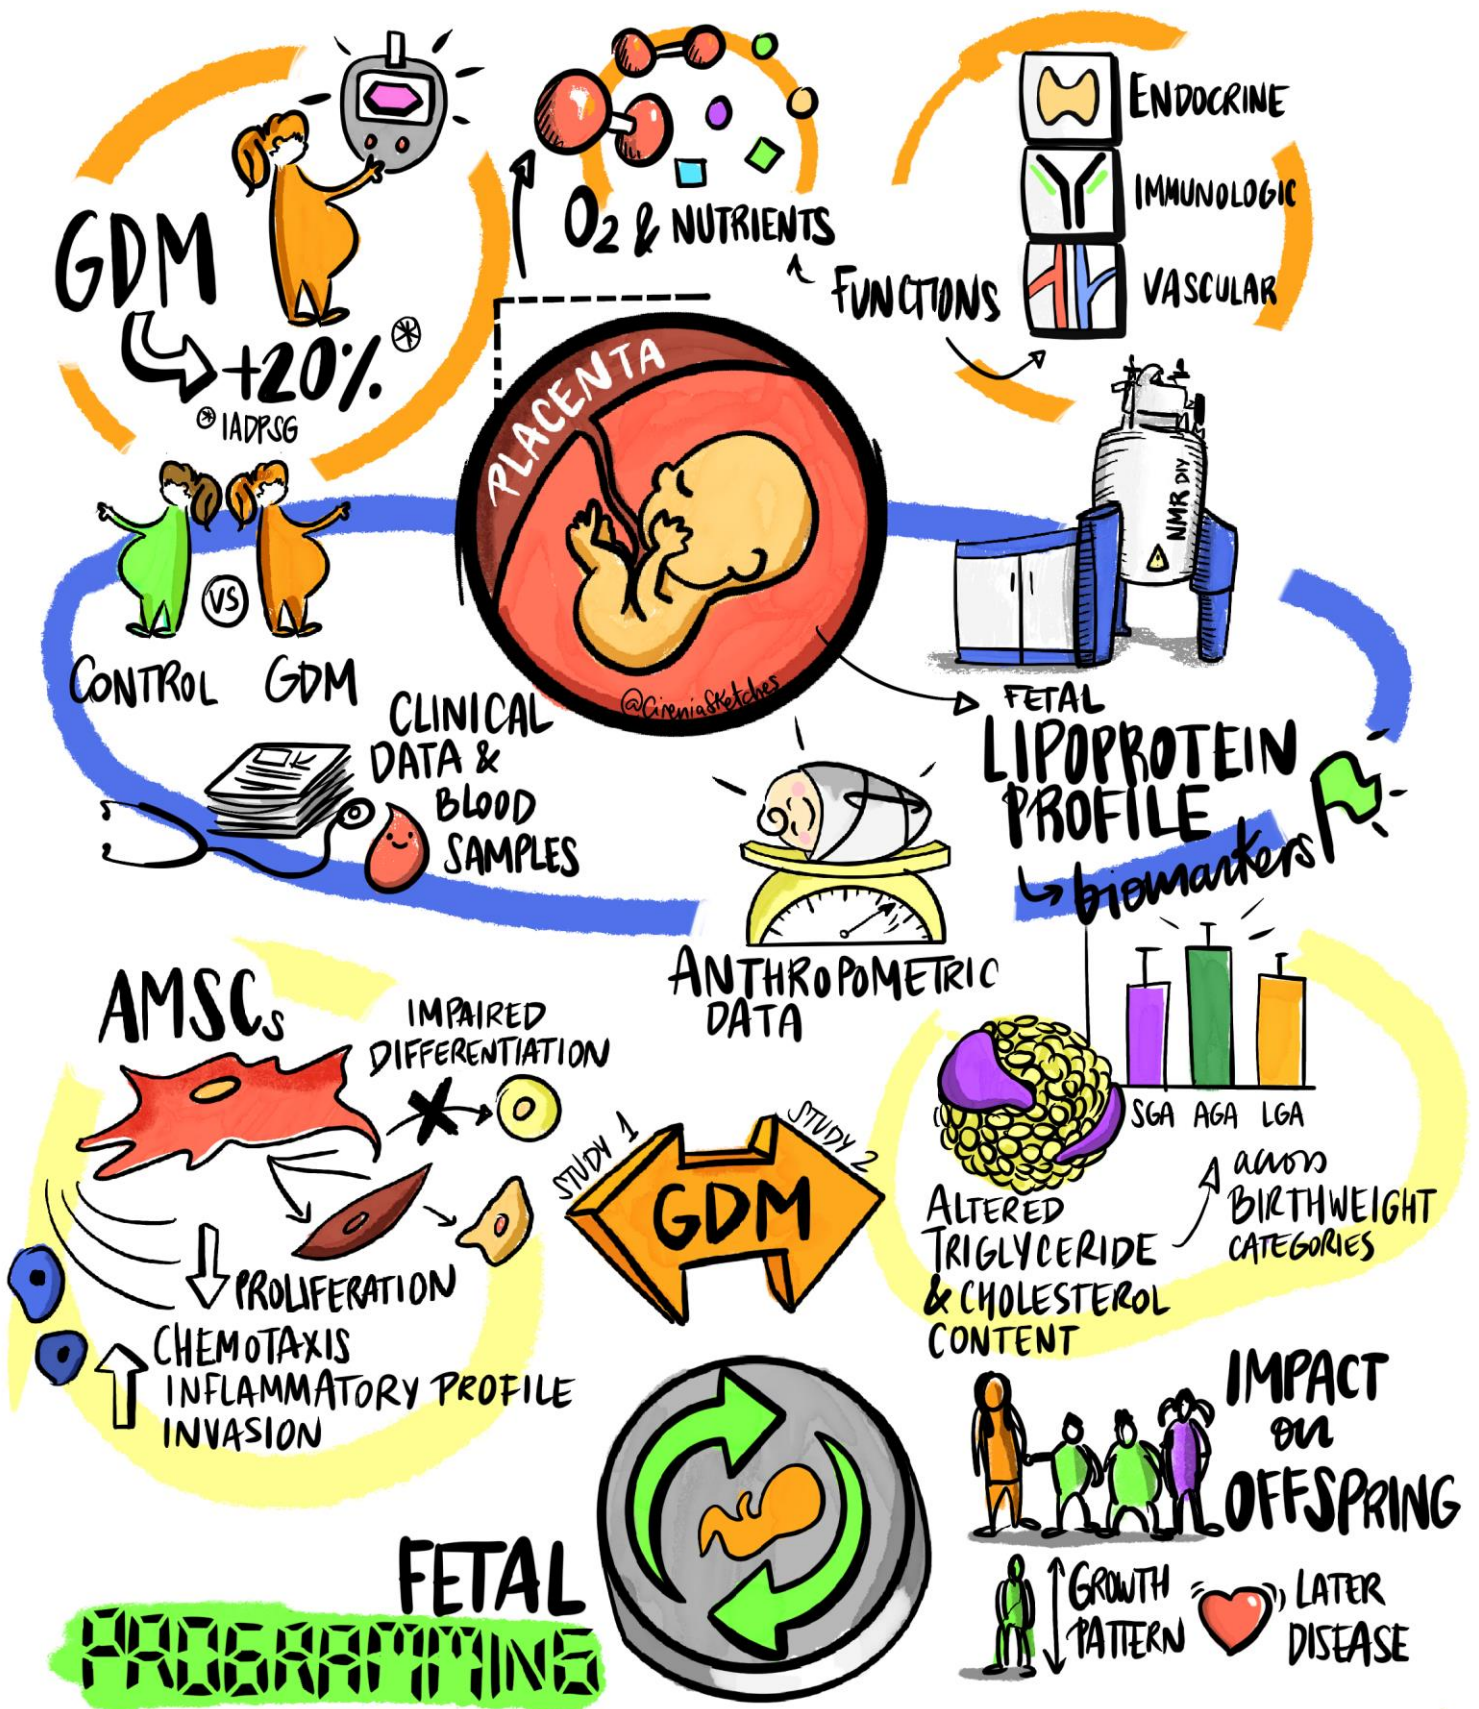 GDM
+20% *
* IADPSG
O2 & NUTRIENTS
FUNCTIONS
ENDOCRINE
IMMUNOLOGIC
VASCULAR
PLACENTA
@CireniaSketches
NMR DIY
VS
CONTROL GDM
CLINICAL
DATA &
BLOOD
SAMPLES
ANTHROPOMETRIC
DATA
FETAL
LIPOPROTEIN
PROFILE
biomarkers
AMSCs
IMPAIRED
DIFFERENTIATION
PROLIFERATION
CHEMOTAXIS
INFLAMMATORY PROFILE
INVASION
STUDY 1
STUDY 2
GDM
SGA AGA LGA
ALTERED
TRIGLYCERIDE
& CHOLESTEROL
CONTENT
across
BIRTHWEIGHT
CATEGORIES
FETAL
PROGRAMMING
IMPACT
on
OFFSPRING
GROWTH
PATTERN
LATER
DISEASE